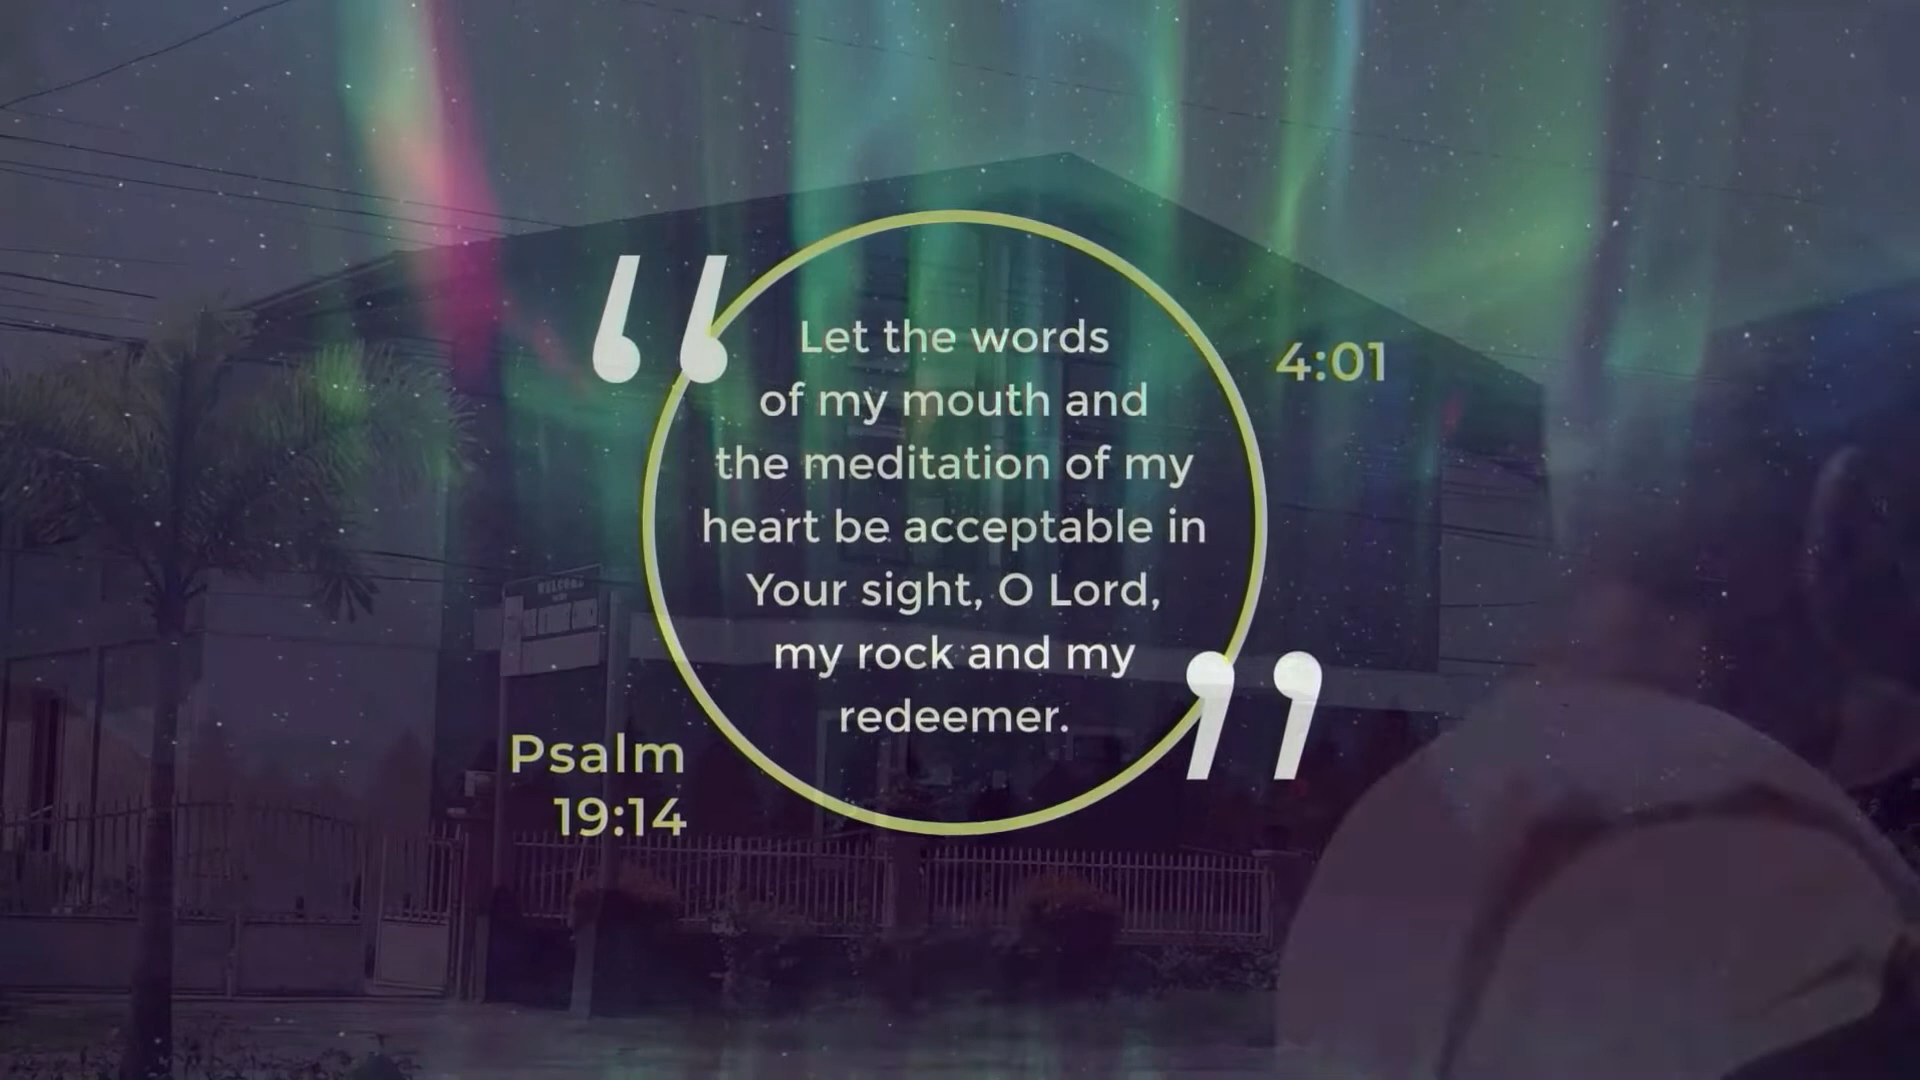 Let the words
of my mouth and
the meditation of my
heart be acceptable in
Your sight, O Lord,
my rock and my
redeemer.
4:01
Psalm
19:14
WELCOME